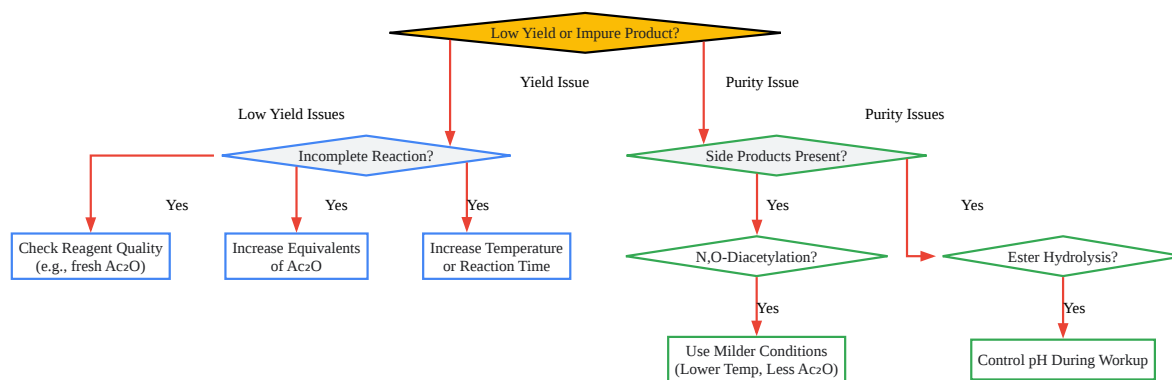 Low Yield or Impure Product?
Yield Issue
Purity Issue
Low Yield Issues
Purity Issues
Incomplete Reaction?
Side Products Present?
Yes
Yes
Yes
Yes
Yes
Check Reagent Quality
(e.g., fresh Ac₂O)
Increase Equivalents
of Ac₂O
Increase Temperature
or Reaction Time
N,O-Diacetylation?
Ester Hydrolysis?
Yes
Yes
Use Milder Conditions
(Lower Temp, Less Ac₂O)
Control pH During Workup